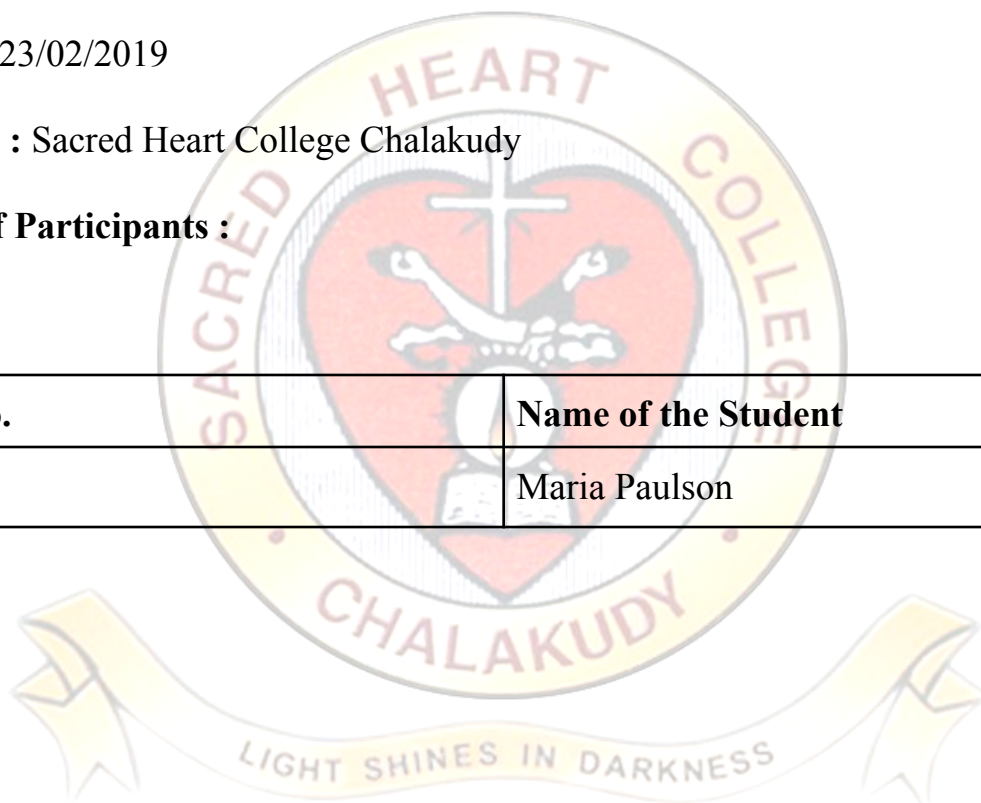 23/02/2019
: Sacred Heart College Chalakudy
f Participants :
. Name of the Student
Maria Paulson
SACRED HEART COLLEGE
CHALAKUDY
LIGHT SHINES IN DARKNESS